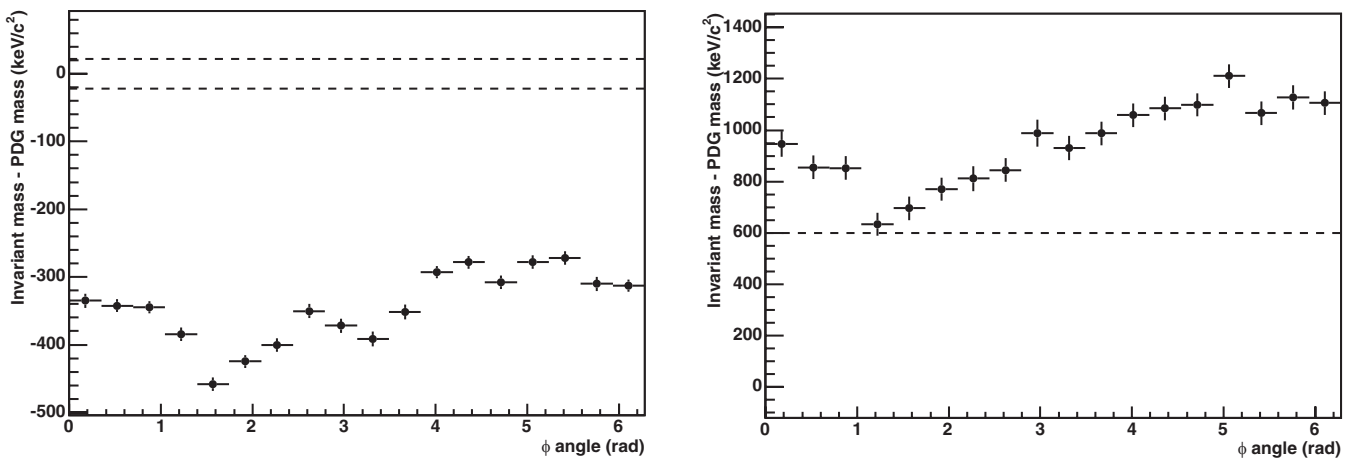 Invariant mass - PDG mass (keV/c²)
0
-100
-200
-300
-400
-500
0 1 2 3 4 5 6
ϕ angle (rad)
Invariant mass - PDG mass (keV/c²)
1400
1200
1000
800
600
400
200
0
0 1 2 3 4 5 6
ϕ angle (rad)